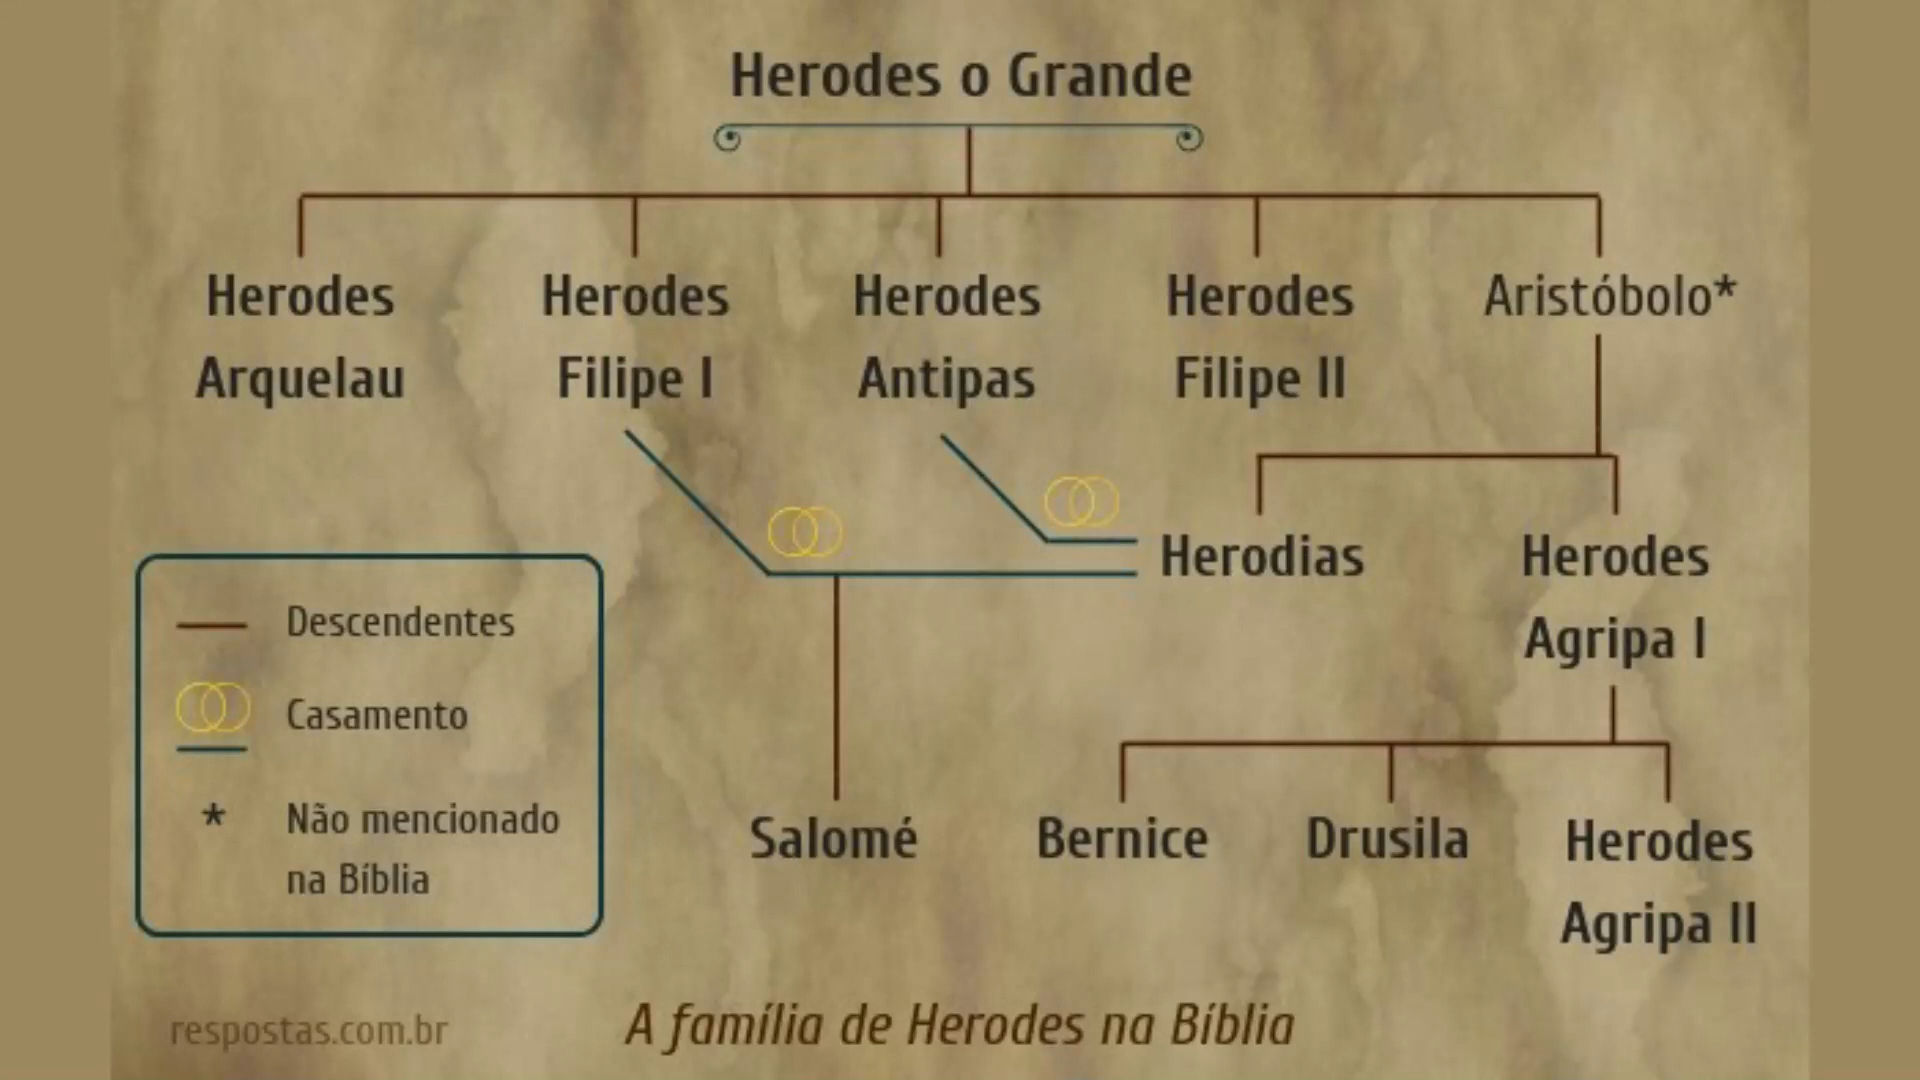 Herodes o Grande
Herodes Arquelau
Herodes Filipe I
Herodes Antipas
Herodes Filipe II
Aristóbolo*
Herodias
Herodes Agripa I
Descendentes
Casamento
* Não mencionado
na Bíblia
Salomé
Bernice
Drusila
Herodes Agripa II
respostas.com.br
A família de Herodes na Bíblia